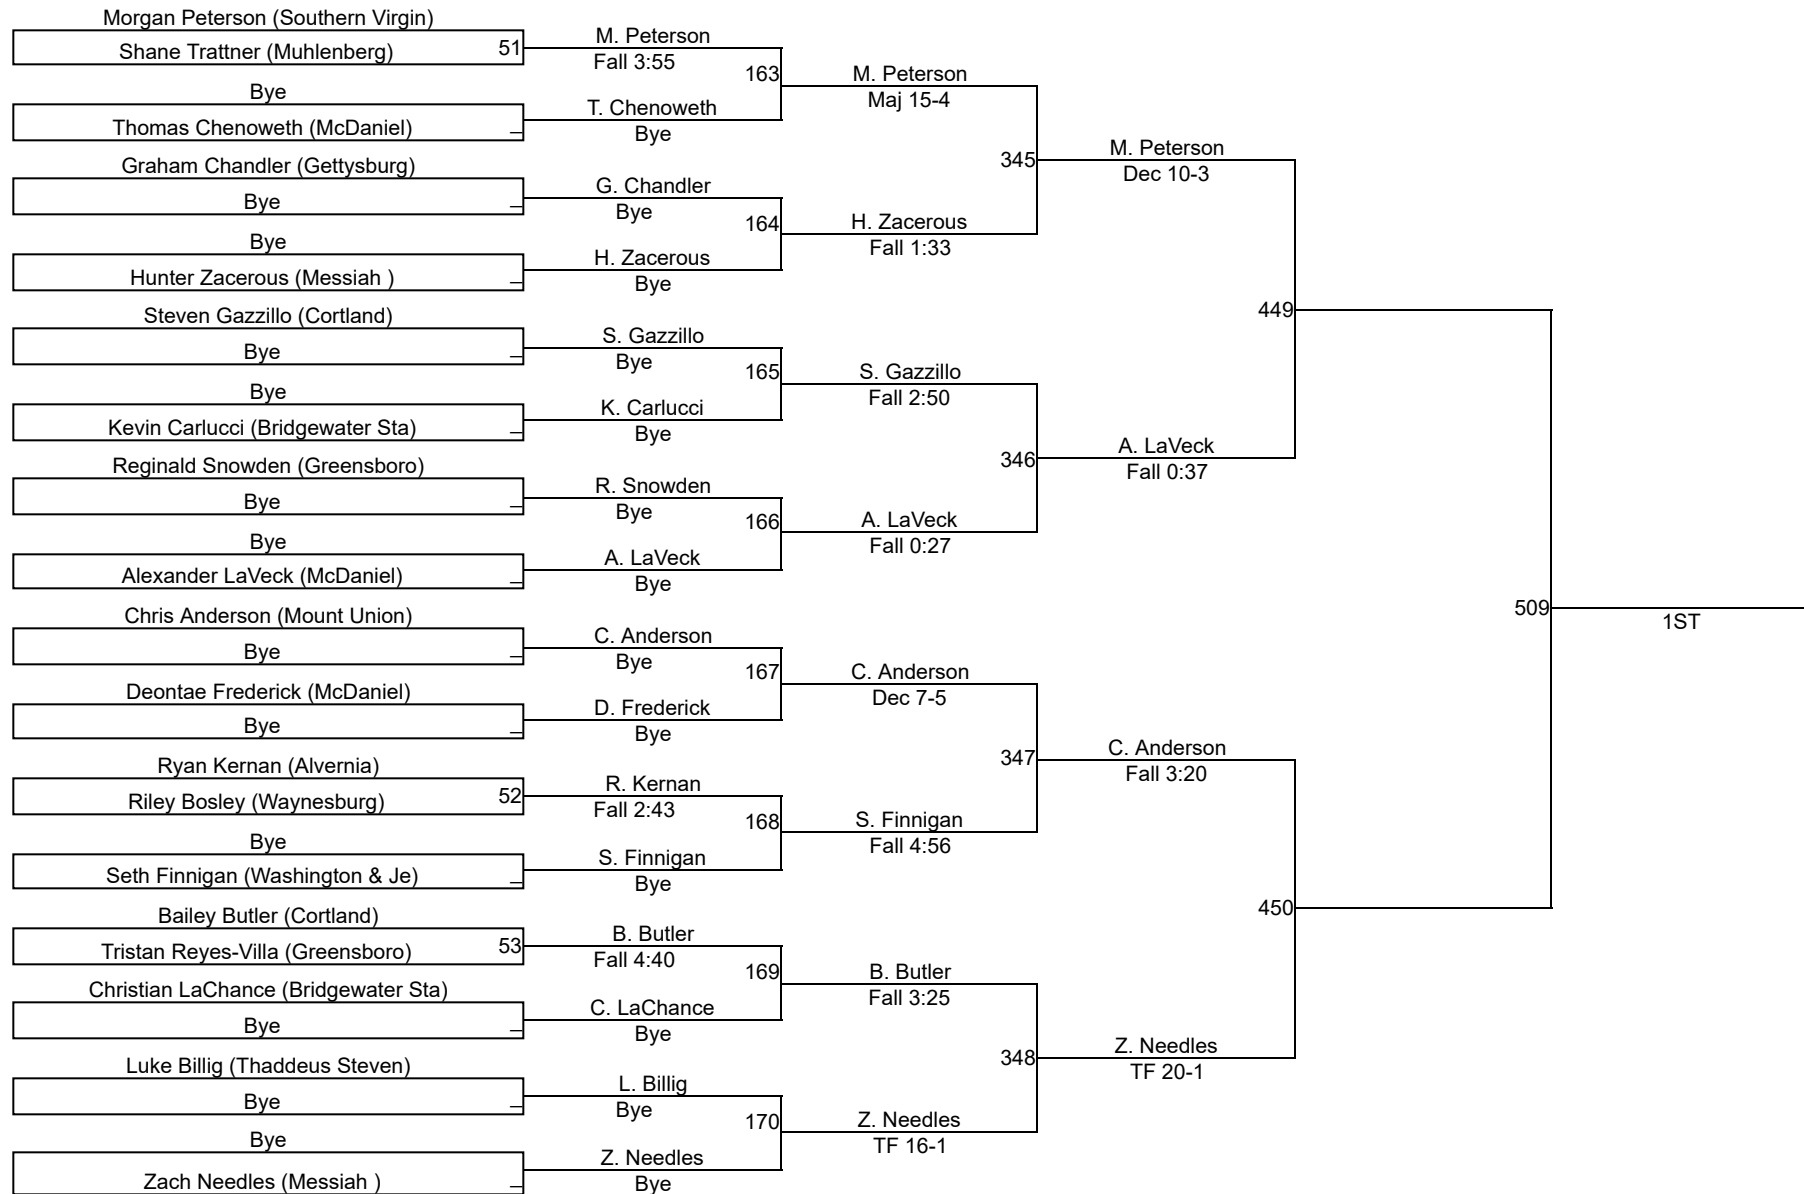 Morgan Peterson (Southern Virgin)
Shane Trattner (Muhlenberg) 51
Bye
Thomas Chenoweth (McDaniel) _
Graham Chandler (Gettysburg)
Bye _
Bye
Hunter Zacerous (Messiah ) _
Steven Gazzillo (Cortland)
Bye _
Bye
Kevin Carlucci (Bridgewater Sta) _
Reginald Snowden (Greensboro)
Bye _
Bye
Alexander LaVeck (McDaniel) _
Chris Anderson (Mount Union)
Bye _
Deontae Frederick (McDaniel)
Bye _
Ryan Kernan (Alvernia)
Riley Bosley (Waynesburg) 52
Bye
Seth Finnigan (Washington & Je) _
Bailey Butler (Cortland)
Tristan Reyes-Villa (Greensboro) 53
Christian LaChance (Bridgewater Sta)
Bye _
Luke Billig (Thaddeus Steven)
Bye _
Bye
Zach Needles (Messiah ) _
M. Peterson
Fall 3:55
163
T. Chenoweth
Bye
G. Chandler
Bye
164
H. Zacerous
Bye
S. Gazzillo
Bye
165
K. Carlucci
Bye
R. Snowden
Bye
166
A. LaVeck
Bye
C. Anderson
Bye
167
D. Frederick
Bye
R. Kernan
Fall 2:43
168
S. Finnigan
Bye
B. Butler
Fall 4:40
169
C. LaChance
Bye
L. Billig
Bye
170
Z. Needles
Bye
M. Peterson
Maj 15-4
345
H. Zacerous
Fall 1:33
S. Gazzillo
Fall 2:50
346
A. LaVeck
Fall 0:27
C. Anderson
Dec 7-5
347
S. Finnigan
Fall 4:56
B. Butler
Fall 3:25
348
Z. Needles
TF 16-1
M. Peterson
Dec 10-3
449
A. LaVeck
Fall 0:37
C. Anderson
Fall 3:20
450
Z. Needles
TF 20-1
509
1ST